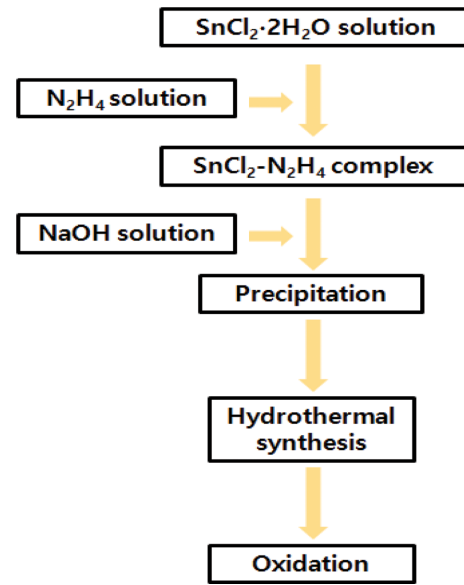 SnCl₂·2H₂O solution
N₂H₄ solution
SnCl₂-N₂H₄ complex
NaOH solution
Precipitation
Hydrothermal
synthesis
Oxidation